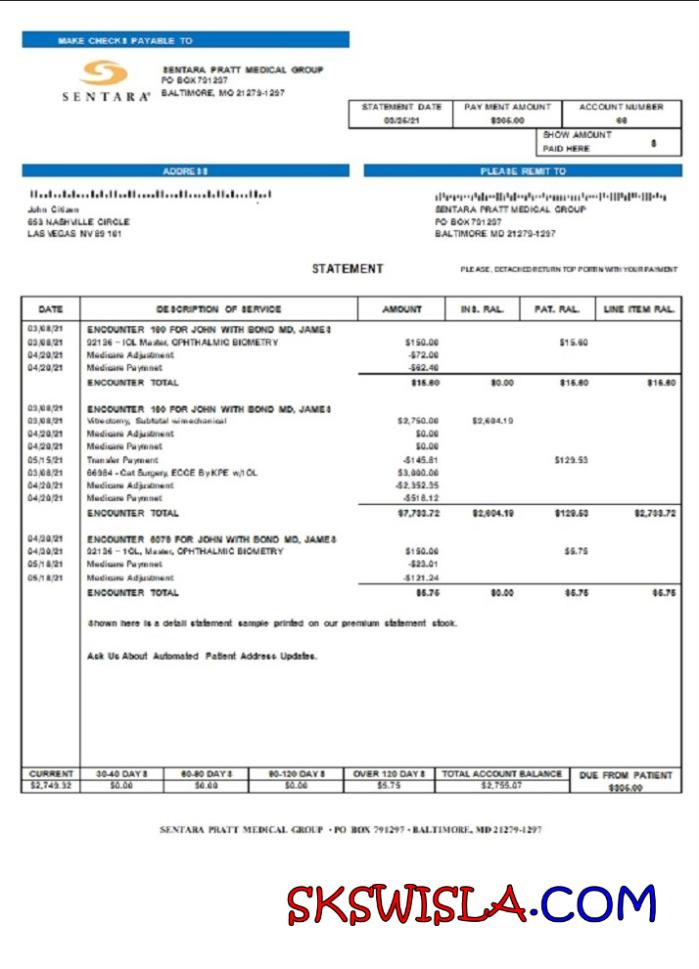 MAKE CHECKS PAYABLE TO
SENTARA
SENTARA PRATT MEDICAL GROUP
PO BOX 791297
BALTIMORE, MO 21279-1297
STATEMENT DATE PAYMENT AMOUNT ACCOUNT NUMBER
03/26/21 $306.00 68
SHOW AMOUNT
PAID HERE $
ADDRESS PLEASE REMIT TO
John Citizen
653 NASHVILLE CIRCLE
LAS VEGAS NV 89 161
SENTARA PRATT MEDICAL GROUP
PO BOX 791297
BALTIMORE MD 21279-1297
STATEMENT PLEASE, DETACHED RETURN TOP PORTIN WITH YOUR PAYMENT
DATE DESCRIPTION OF SERVICE AMOUNT INS. RAL. PAT. RAL. LINE ITEM RAL.
03/08/21 ENCOUNTER 160 FOR JOHN WITH BOND MD, JAMES
03/08/21 92136 – IOL Master, OPHTHALMIC BIOMETRY $150.00 $15.60
04/20/21 Medicare Adjustment -$72.00
04/20/21 Medicare Paymnet -$62.40
ENCOUNTER TOTAL $15.60 $0.00 $15.60 $15.60
03/08/21 ENCOUNTER 160 FOR JOHN WITH BOND MD, JAMES
03/08/21 Vitrectomy, Subtotal w/mechanical $2,750.00 $2,604.19
04/20/21 Medicare Adjustment $0.00
04/20/21 Medicare Paymnet $0.00
05/15/21 Transfer Payment -$145.81 $129.53
03/08/21 66984 - Cat Surgery, ECCE By KPE w/1OL $3,000.00
04/20/21 Medicare Adjustment -$2,352.35
04/20/21 Medicare Paymnet -$518.12
ENCOUNTER TOTAL $7,733.72 $2,604.19 $129.53 $2,733.72
04/30/21 ENCOUNTER 6078 FOR JOHN WITH BOND MD, JAMES
04/30/21 92136 – 1OL, Master, OPHTHALMIC BIOMETRY $150.00 $5.75
05/18/21 Medicare Paymnet -$23.01
05/18/21 Medicare Adjustment -$121.24
ENCOUNTER TOTAL $5.75 $0.00 $5.75 $5.75
Shown here is a detail statement sample printed on our premium statement stock.
Ask Us About Automated Patient Address Updates.
CURRENT 30-40 DAYS 60-90 DAYS 90-120 DAYS OVER 120 DAYS TOTAL ACCOUNT BALANCE DUE FROM PATIENT
$2,749.32 $0.00 $0.00 $0.00 $5.75 $2,755.07 $306.00
SENTARA PRATT MEDICAL GROUP • PO BOX 791297 • BALTIMORE, MD 21279-1297
SKSWISLA.COM